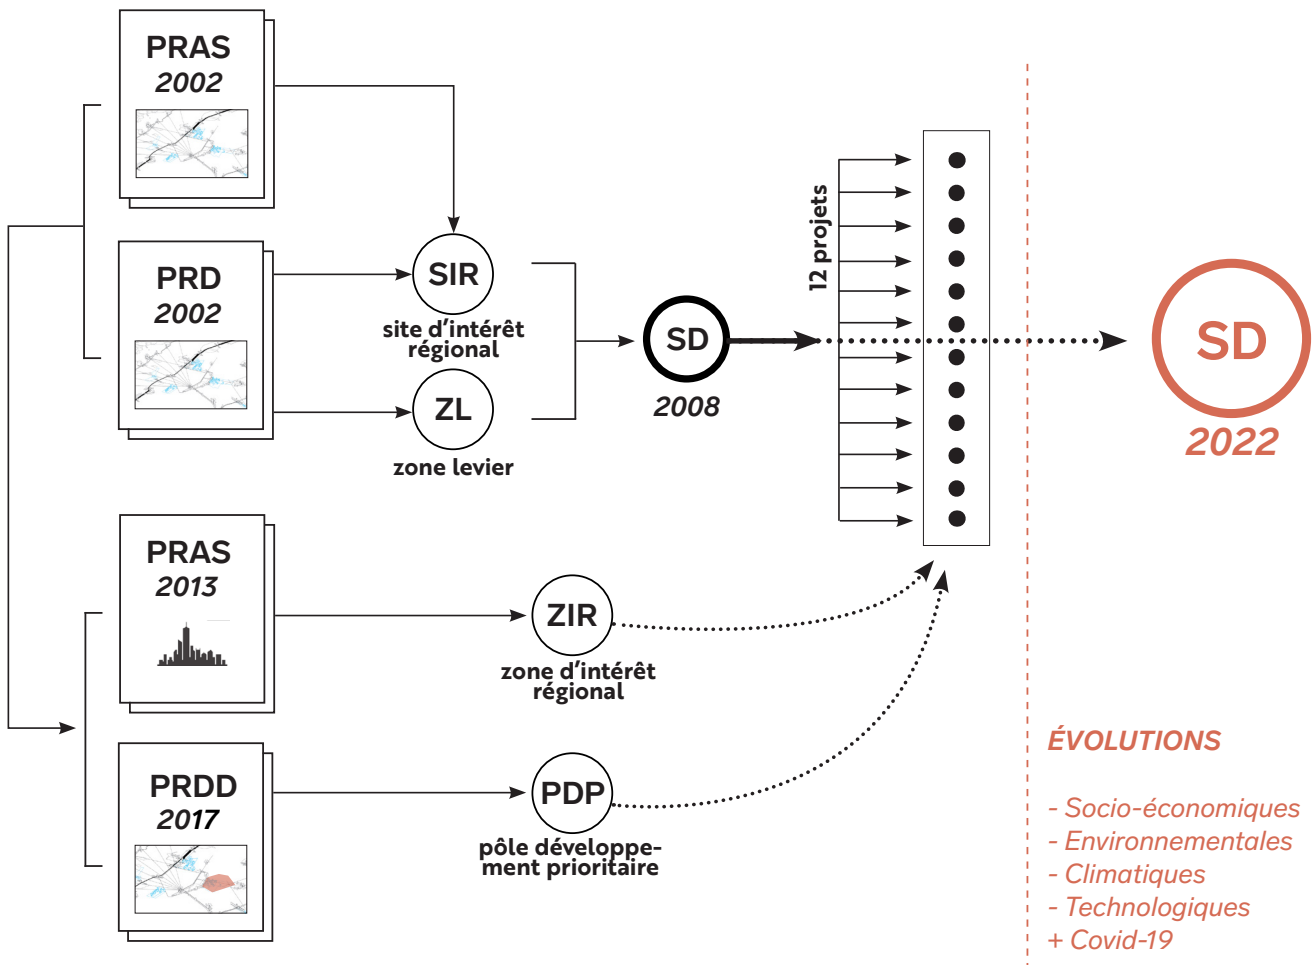 PRAS
2002
PRD
2002
SIR
site d’intérêt
régional
ZL
zone levier
SD
2008
12 projets
SD
2022
PRAS
2013
ZIR
zone d’intérêt
régional
PRDD
2017
PDP
pôle développe-
ment prioritaire
ÉVOLUTIONS
- Socio-économiques
- Environnementales
- Climatiques
- Technologiques
+ Covid-19